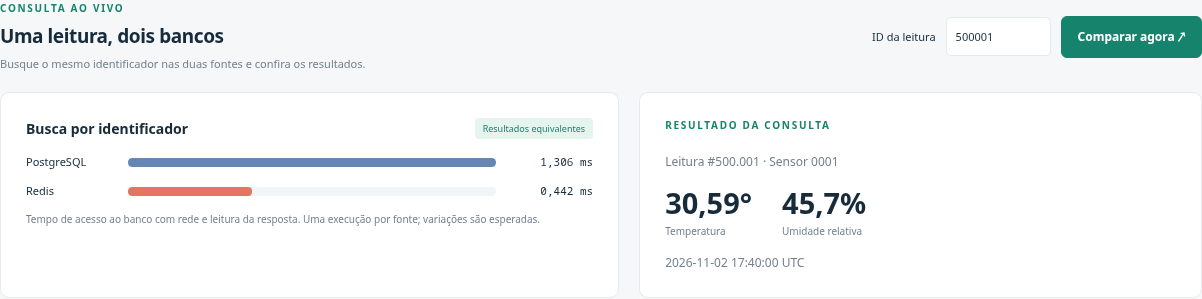 CONSULTA AO VIVO
Uma leitura, dois bancos
Busque o mesmo identificador nas duas fontes e confira os resultados.
ID da leitura
500001
Comparar agora ↗
Busca por identificador
Resultados equivalentes
PostgreSQL
1,306 ms
Redis
0,442 ms
Tempo de acesso ao banco com rede e leitura da resposta. Uma execução por fonte; variações são esperadas.
RESULTADO DA CONSULTA
Leitura #500.001 · Sensor 0001
30,59° 45,7%
Temperatura Umidade relativa
2026-11-02 17:40:00 UTC